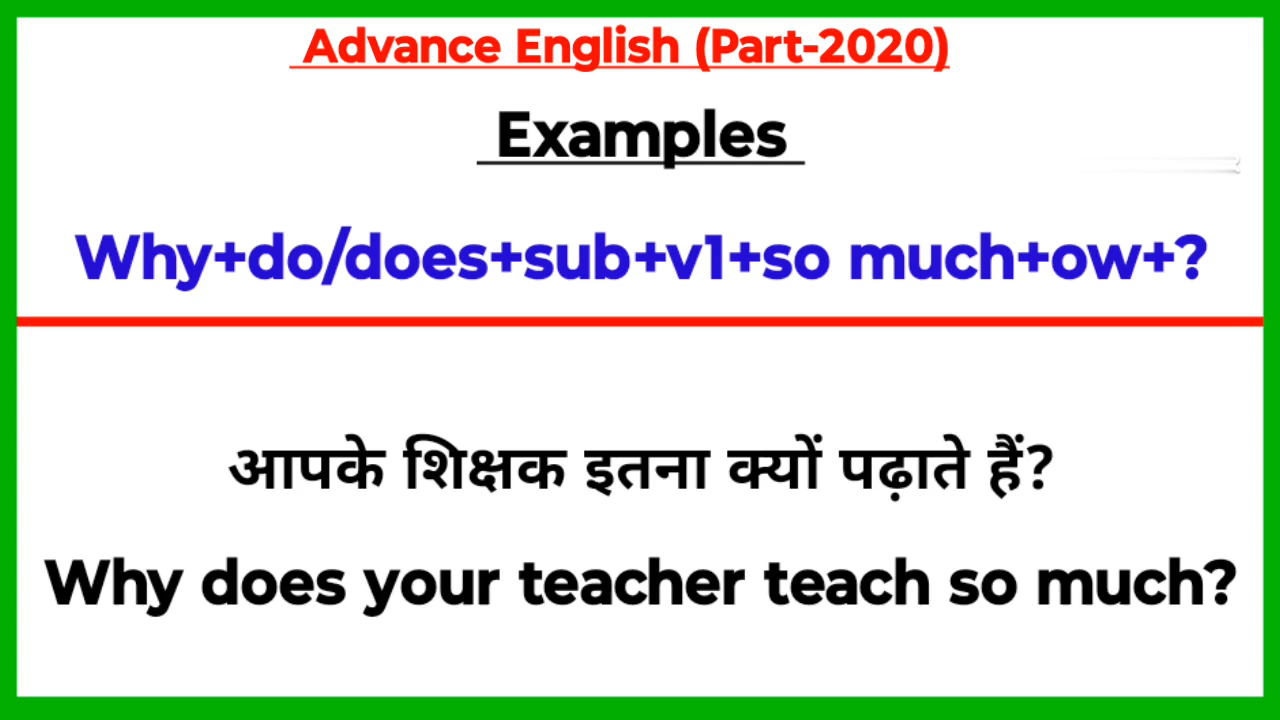 Advance English (Part-2020)
Examples
Why+do/does+sub+v1+so much+ow+?
आपके शिक्षक इतना क्यों पढ़ाते हैं?
Why does your teacher teach so much?